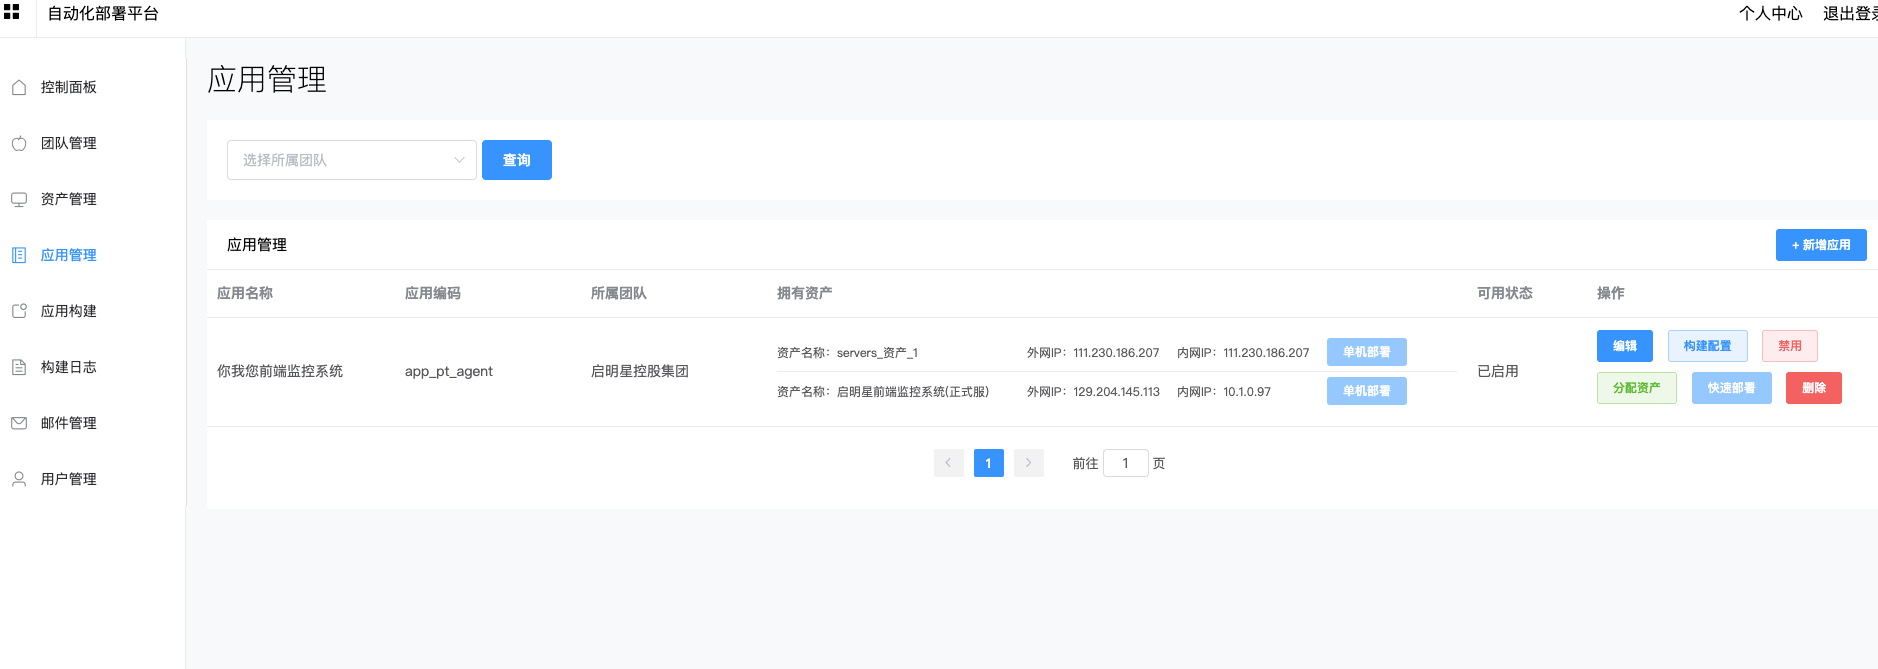 自动化部署平台
个人中心 退出登录
控制面板
团队管理
资产管理
应用管理
应用构建
构建日志
邮件管理
用户管理
应用管理
选择所属团队 查询
应用管理 + 新增应用
应用名称 应用编码 所属团队 拥有资产 可用状态 操作
你我您前端监控系统 app_pt_agent 启明星控股集团
资产名称：servers_资产_1 外网IP：111.230.186.207 内网IP：111.230.186.207 单机部署
资产名称：启明星前端监控系统(正式服) 外网IP：129.204.145.113 内网IP：10.1.0.97 单机部署
已启用
编辑 构建配置 禁用
分配资产 快速部署 删除
1 前往 1 页